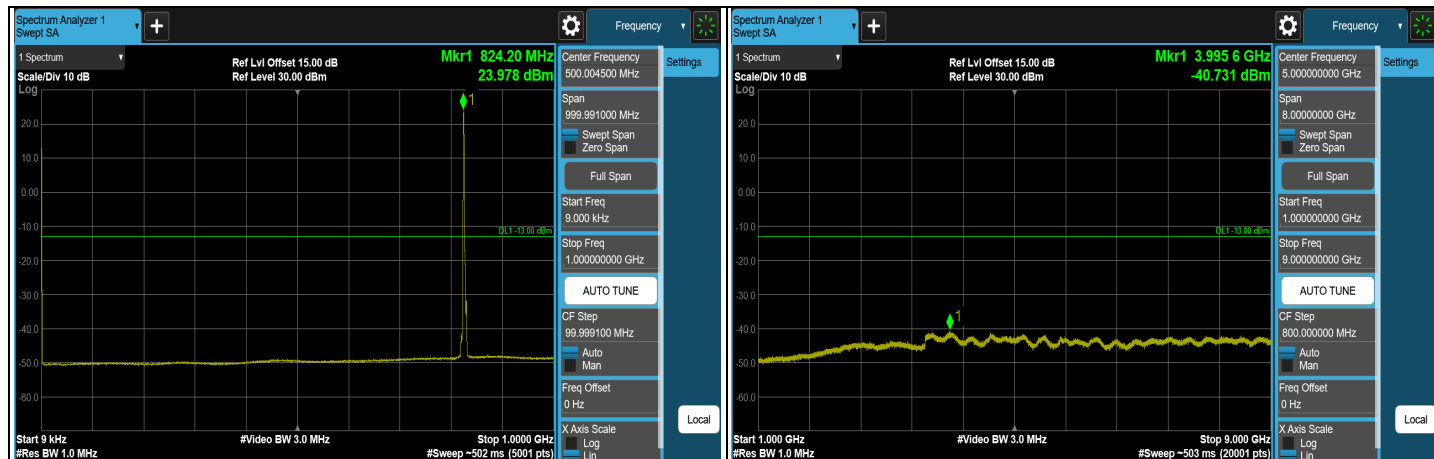 Spectrum Analyzer 1
Swept SA
+
Frequency
1 Spectrum
Ref Lvl Offset 15.00 dB
Mkr1 824.20 MHz
Scale/Div 10 dB
Ref Level 30.00 dBm
23.978 dBm
Log
1
20.0
10.0
0.00
-10.0
DL1 -13.00 dBm
-20.0
-30.0
-40.0
-50.0
-60.0
Start 9 kHz
#Video BW 3.0 MHz
Stop 1.0000 GHz
#Res BW 1.0 MHz
#Sweep ~502 ms (5001 pts)
Center Frequency
500.004500 MHz
Settings
Span
999.991000 MHz
Swept Span
Zero Span
Full Span
Start Freq
9.000 kHz
Stop Freq
1.000000000 GHz
AUTO TUNE
CF Step
99.999100 MHz
Auto
Man
Freq Offset
0 Hz
Local
X Axis Scale
Log
Lin
Spectrum Analyzer 1
Swept SA
+
Frequency
1 Spectrum
Ref Lvl Offset 15.00 dB
Mkr1 3.995 6 GHz
Scale/Div 10 dB
Ref Level 30.00 dBm
-40.731 dBm
Log
20.0
10.0
0.00
-10.0
DL1 -13.00 dBm
-20.0
-30.0
1
-40.0
-50.0
-60.0
Start 1.000 GHz
#Video BW 3.0 MHz
Stop 9.000 GHz
#Res BW 1.0 MHz
#Sweep ~503 ms (20001 pts)
Center Frequency
5.000000000 GHz
Settings
Span
8.00000000 GHz
Swept Span
Zero Span
Full Span
Start Freq
1.000000000 GHz
Stop Freq
9.000000000 GHz
AUTO TUNE
CF Step
800.000000 MHz
Auto
Man
Freq Offset
0 Hz
Local
X Axis Scale
Log
Lin